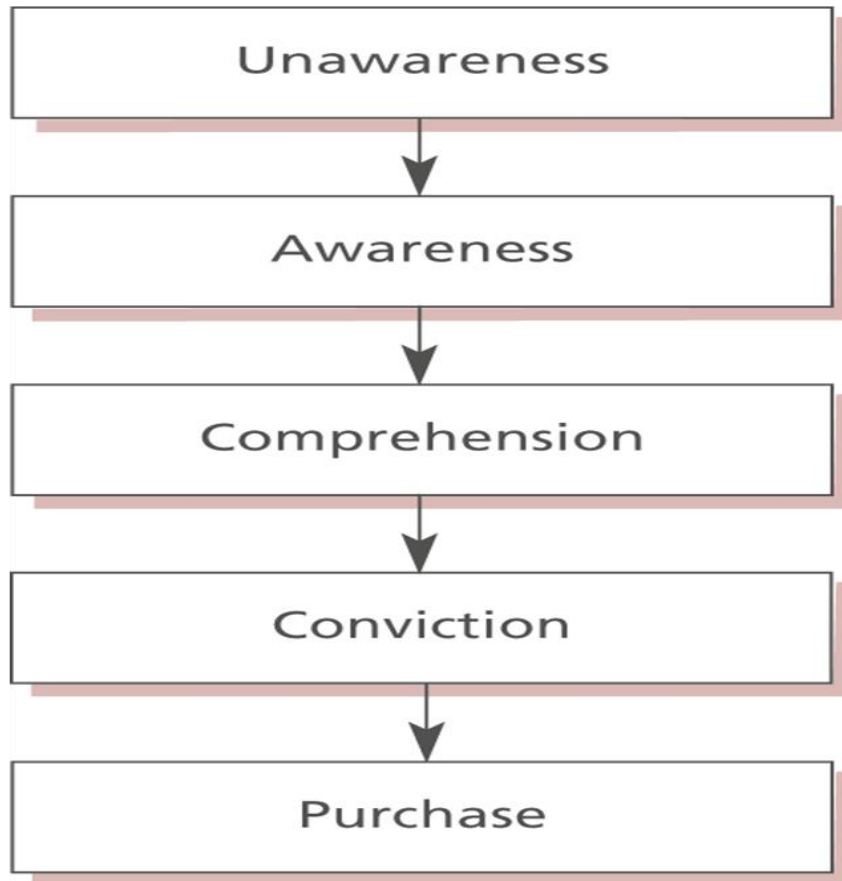 Unawareness
Awareness
Comprehension
Conviction
Purchase